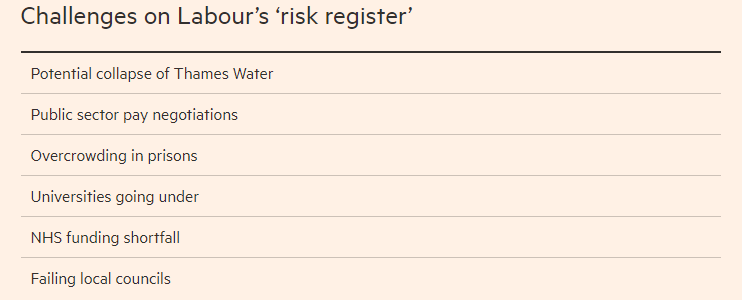 Challenges on Labour’s ‘risk register’
Potential collapse of Thames Water
Public sector pay negotiations
Overcrowding in prisons
Universities going under
NHS funding shortfall
Failing local councils